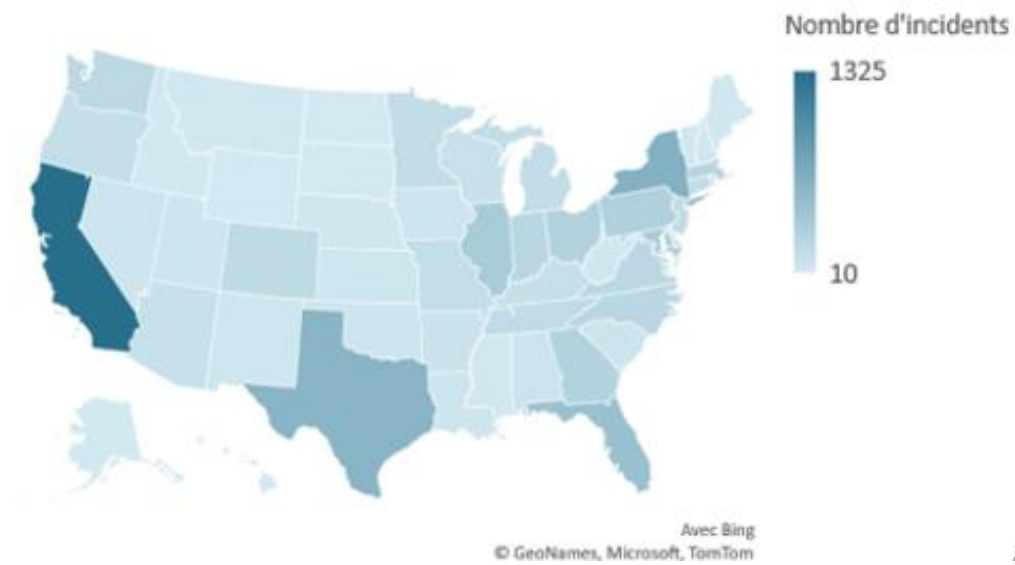 Nombre d'incidents
1325
10
Avec Bing
© GeoNames, Microsoft, TomTom